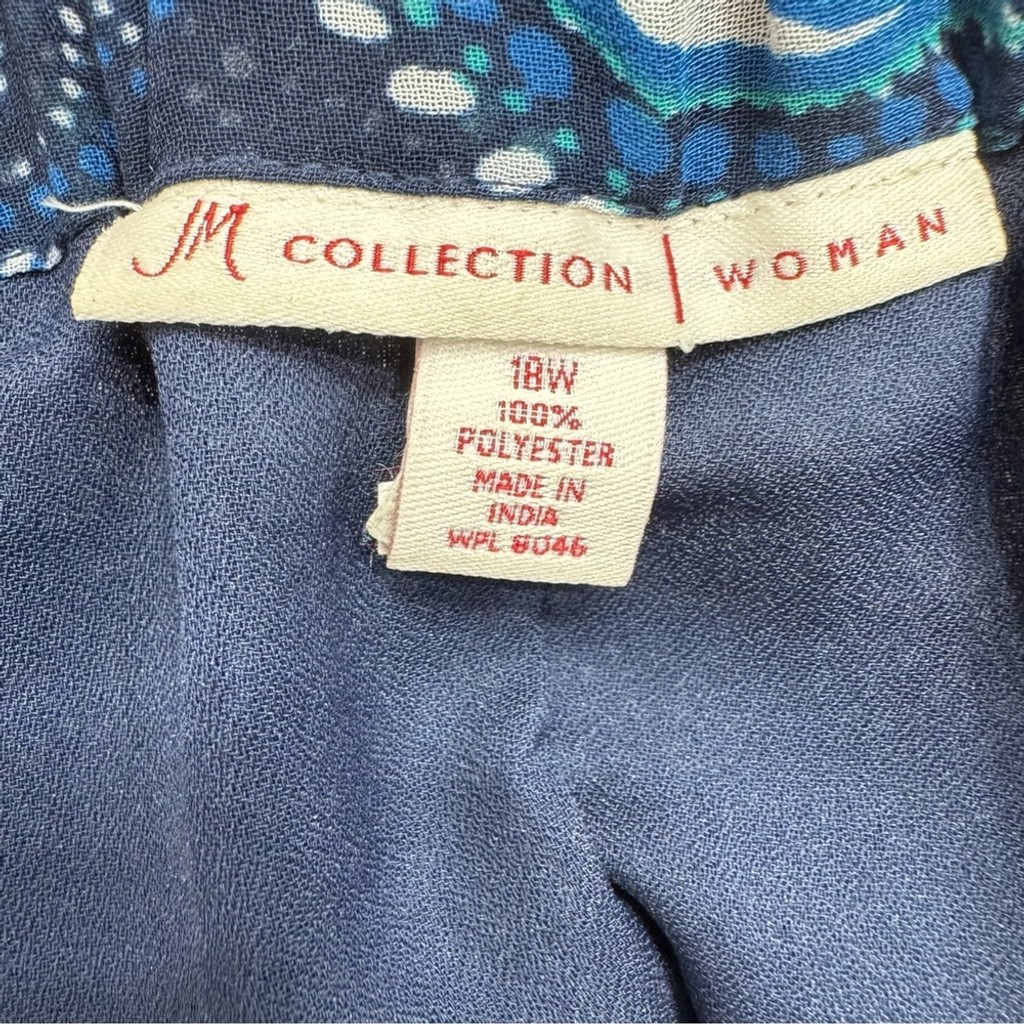 JM COLLECTION | WOMAN
18W
100%
POLYESTER
MADE IN
INDIA
WPL 8046